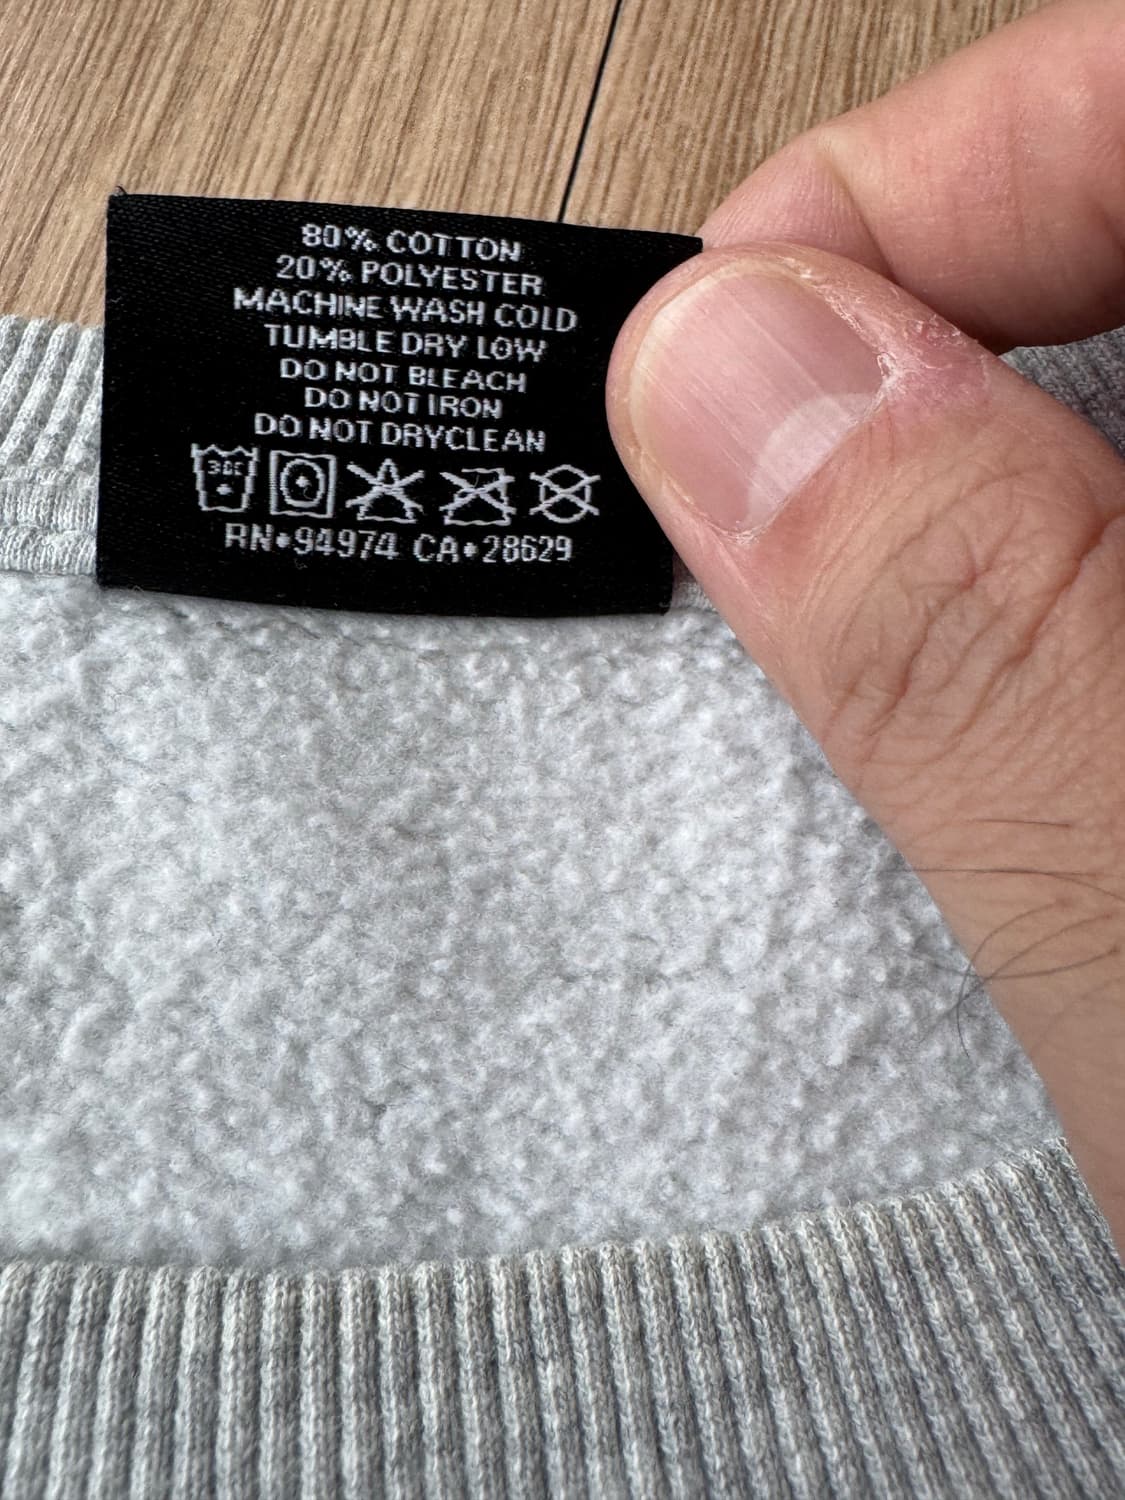 80% COTTON
20% POLYESTER
MACHINE WASH COLD
TUMBLE DRY LOW
DO NOT BLEACH
DO NOT IRON
DO NOT DRYCLEAN
RN•94974 CA•28629